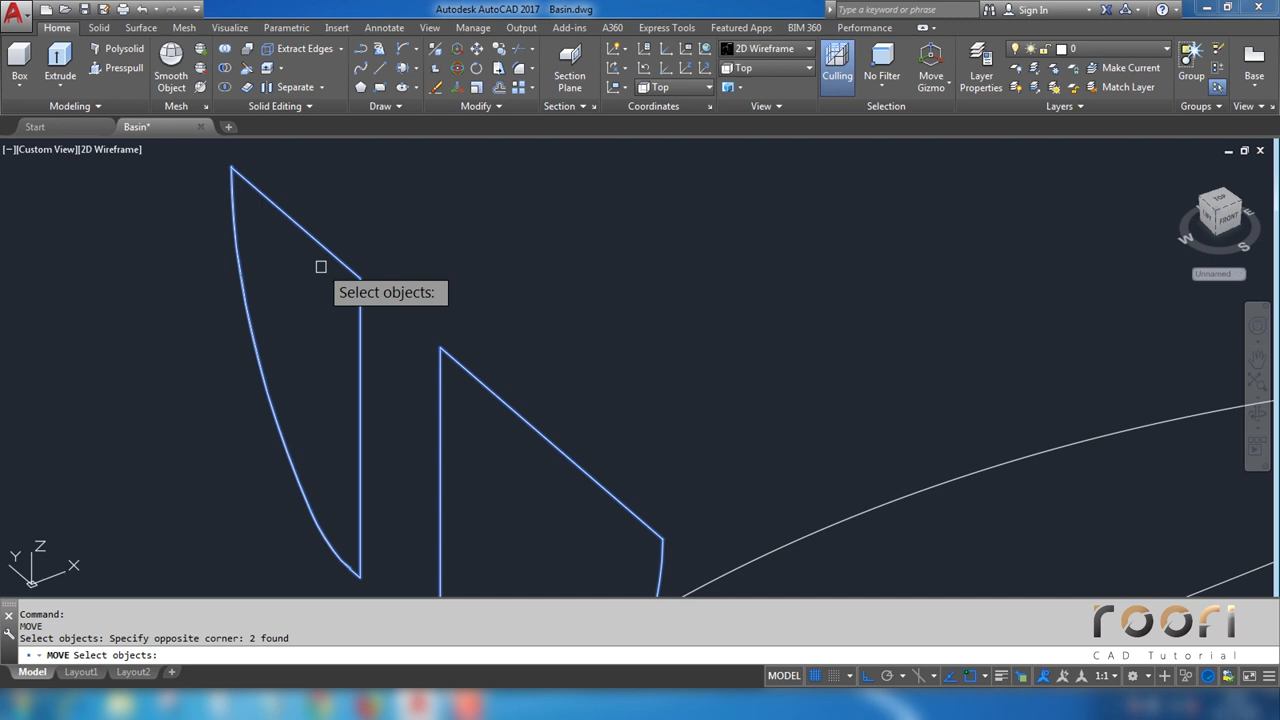 Autodesk AutoCAD 2017 Basin.dwg
Type a keyword or phrase
Sign In
Home Solid Surface Mesh Visualize Parametric Insert Annotate View Manage Output Add-ins A360 Express Tools Featured Apps BIM 360 Performance
Box
Extrude
Polysolid
Presspull
Smooth
Object
Extract Edges
Separate
Section
Plane
2D Wireframe
Top
Top
Culling
No Filter
Move
Gizmo
Layer
Properties
0
Make Current
Match Layer
Group
Base
Modeling Mesh Solid Editing Draw Modify Section Coordinates View Selection Layers Groups View
Start Basin*
[−][Custom View][2D Wireframe]
TOP
LEFT
FRONT
W
S
E
Unnamed
Select objects:
Z
Y
X
Command:
MOVE
Select objects: Specify opposite corner: 2 found
MOVE Select objects:
roori
CAD Tutorial
Model Layout1 Layout2
MODEL
1:1